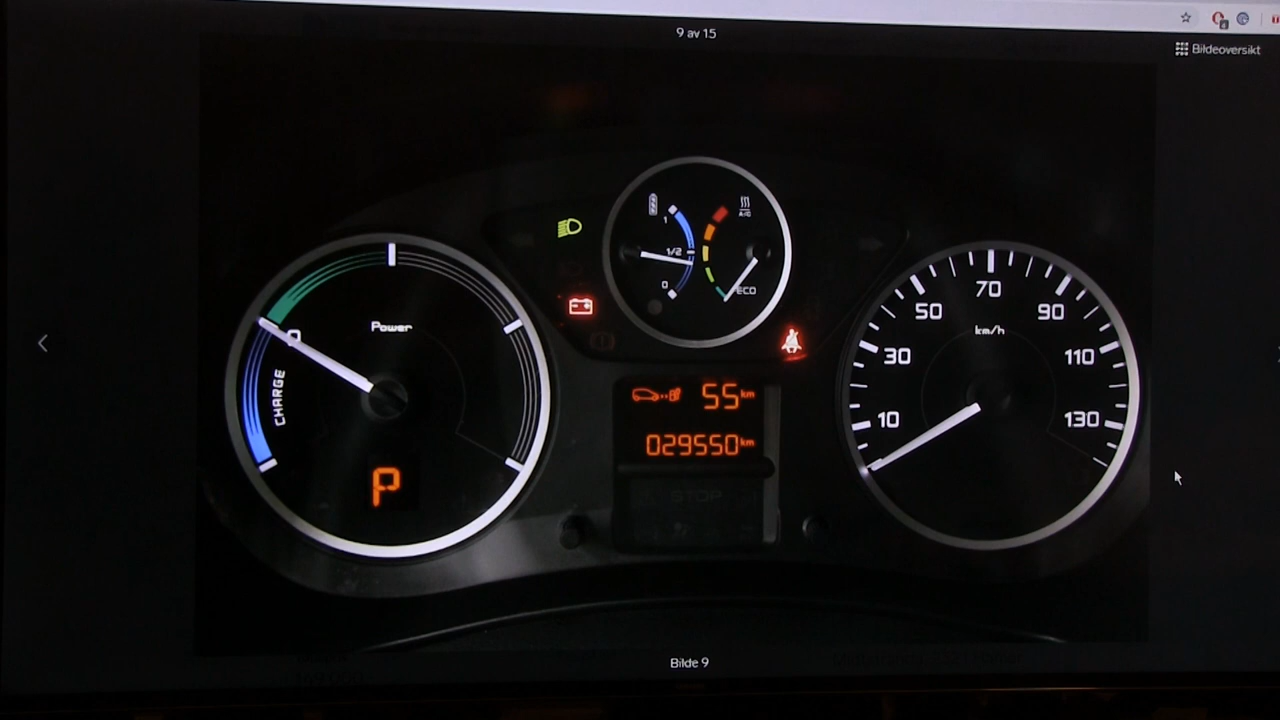 9 av 15
Bildeoversikt
1
1/2
0
A/C
ECO
Power
0
CHARGE
P
55 km
029550 km
STOP
km/h
10
30
50
70
90
110
130
Bilde 9